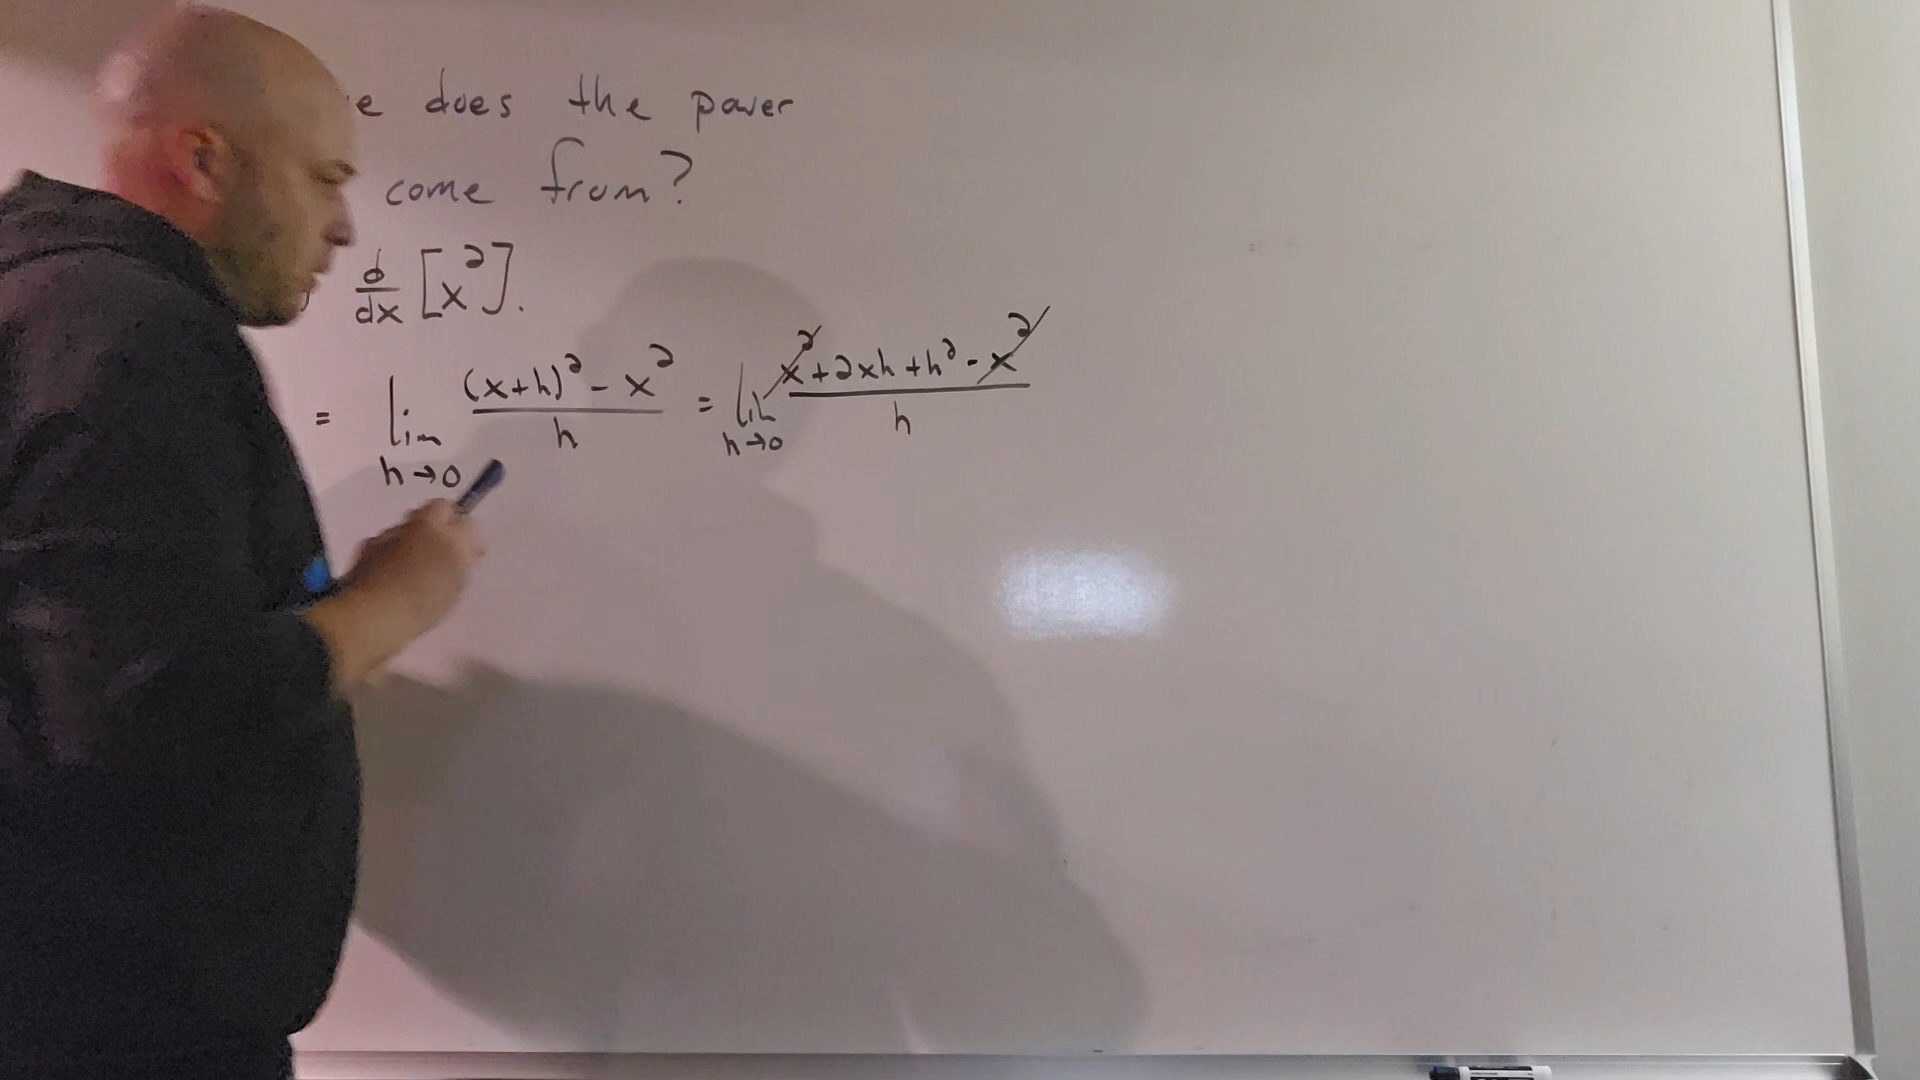 does the power
come from?
d/dx [x²].
= lim h→0 ((x+h)² - x²)/h = lim h→0 (x²+2xh+h²-x²)/h